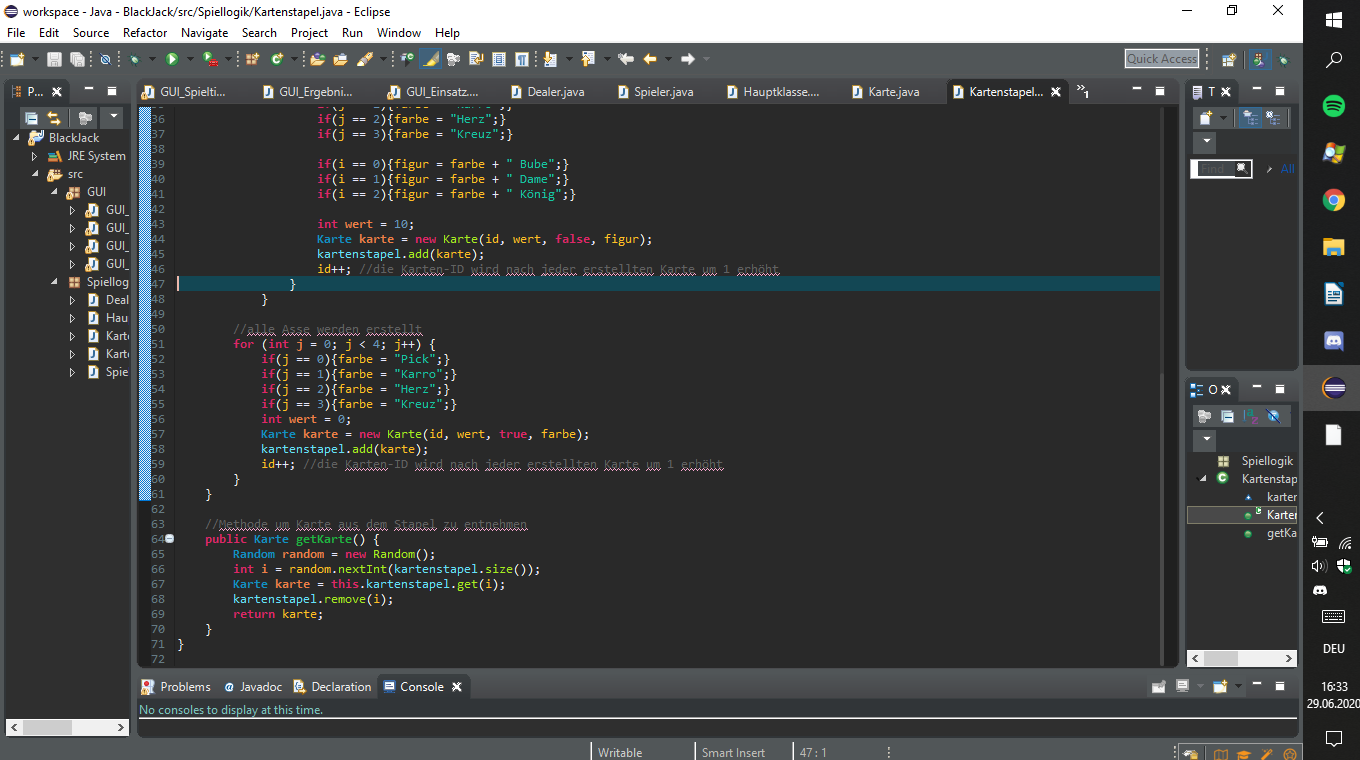 workspace - Java - BlackJack/src/Spiellogik/Kartenstapel.java - Eclipse
File Edit Source Refactor Navigate Search Project Run Window Help
Quick Access
P...
GUI_Spielti...
GUI_Ergebni...
GUI_Einsatz....
Dealer.java
Spieler.java
Hauptklasse....
Karte.java
Kartenstapel...
»1
T
BlackJack
JRE System
src
GUI
GUI_
GUI_
GUI_
GUI_
Spiellog
Deal
Hau
Kart
Kart
Spie
36 if(j == 2){farbe = "Herz";}
37 if(j == 3){farbe = "Kreuz";}
38
39 if(i == 0){figur = farbe + " Bube";}
40 if(i == 1){figur = farbe + " Dame";}
41 if(i == 2){figur = farbe + " König";}
42
43 int wert = 10;
44 Karte karte = new Karte(id, wert, false, figur);
45 kartenstapel.add(karte);
46 id++; //die Karten-ID wird nach jeder erstellten Karte um 1 erhöht
47 }
48 }
49
50 //alle Asse werden erstellt
51 for (int j = 0; j < 4; j++) {
52 if(j == 0){farbe = "Pick";}
53 if(j == 1){farbe = "Karro";}
54 if(j == 2){farbe = "Herz";}
55 if(j == 3){farbe = "Kreuz";}
56 int wert = 0;
57 Karte karte = new Karte(id, wert, true, farbe);
58 kartenstapel.add(karte);
59 id++; //die Karten-ID wird nach jeder erstellten Karte um 1 erhöht
60 }
61 }
62
63 //Methode um Karte aus dem Stapel zu entnehmen
64 public Karte getKarte() {
65 Random random = new Random();
66 int i = random.nextInt(kartenstapel.size());
67 Karte karte = this.kartenstapel.get(i);
68 kartenstapel.remove(i);
69 return karte;
70 }
71 }
72
Find
All
O
Spiellogik
Kartenstap
karter
Karter
getKa
Problems
@ Javadoc
Declaration
Console
No consoles to display at this time.
Writable
Smart Insert
47 : 1
DEU
16:33
29.06.2020